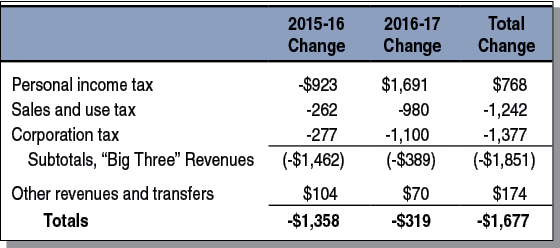 2015-16 Change 2016-17 Change Total Change
Personal income tax -$923 $1,691 $768
Sales and use tax -262 -980 -1,242
Corporation tax -277 -1,100 -1,377
Subtotals, “Big Three” Revenues (-$1,462) (-$389) (-$1,851)
Other revenues and transfers $104 $70 $174
Totals -$1,358 -$319 -$1,677